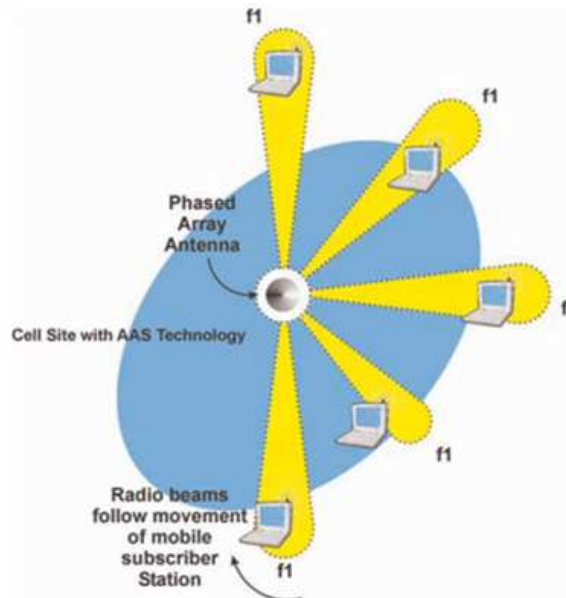 f1
f1
Phased
Array
Antenna
f
Cell Site with AAS Technology
f1
Radio beams
follow movement
of mobile
subscriber
Station
f1